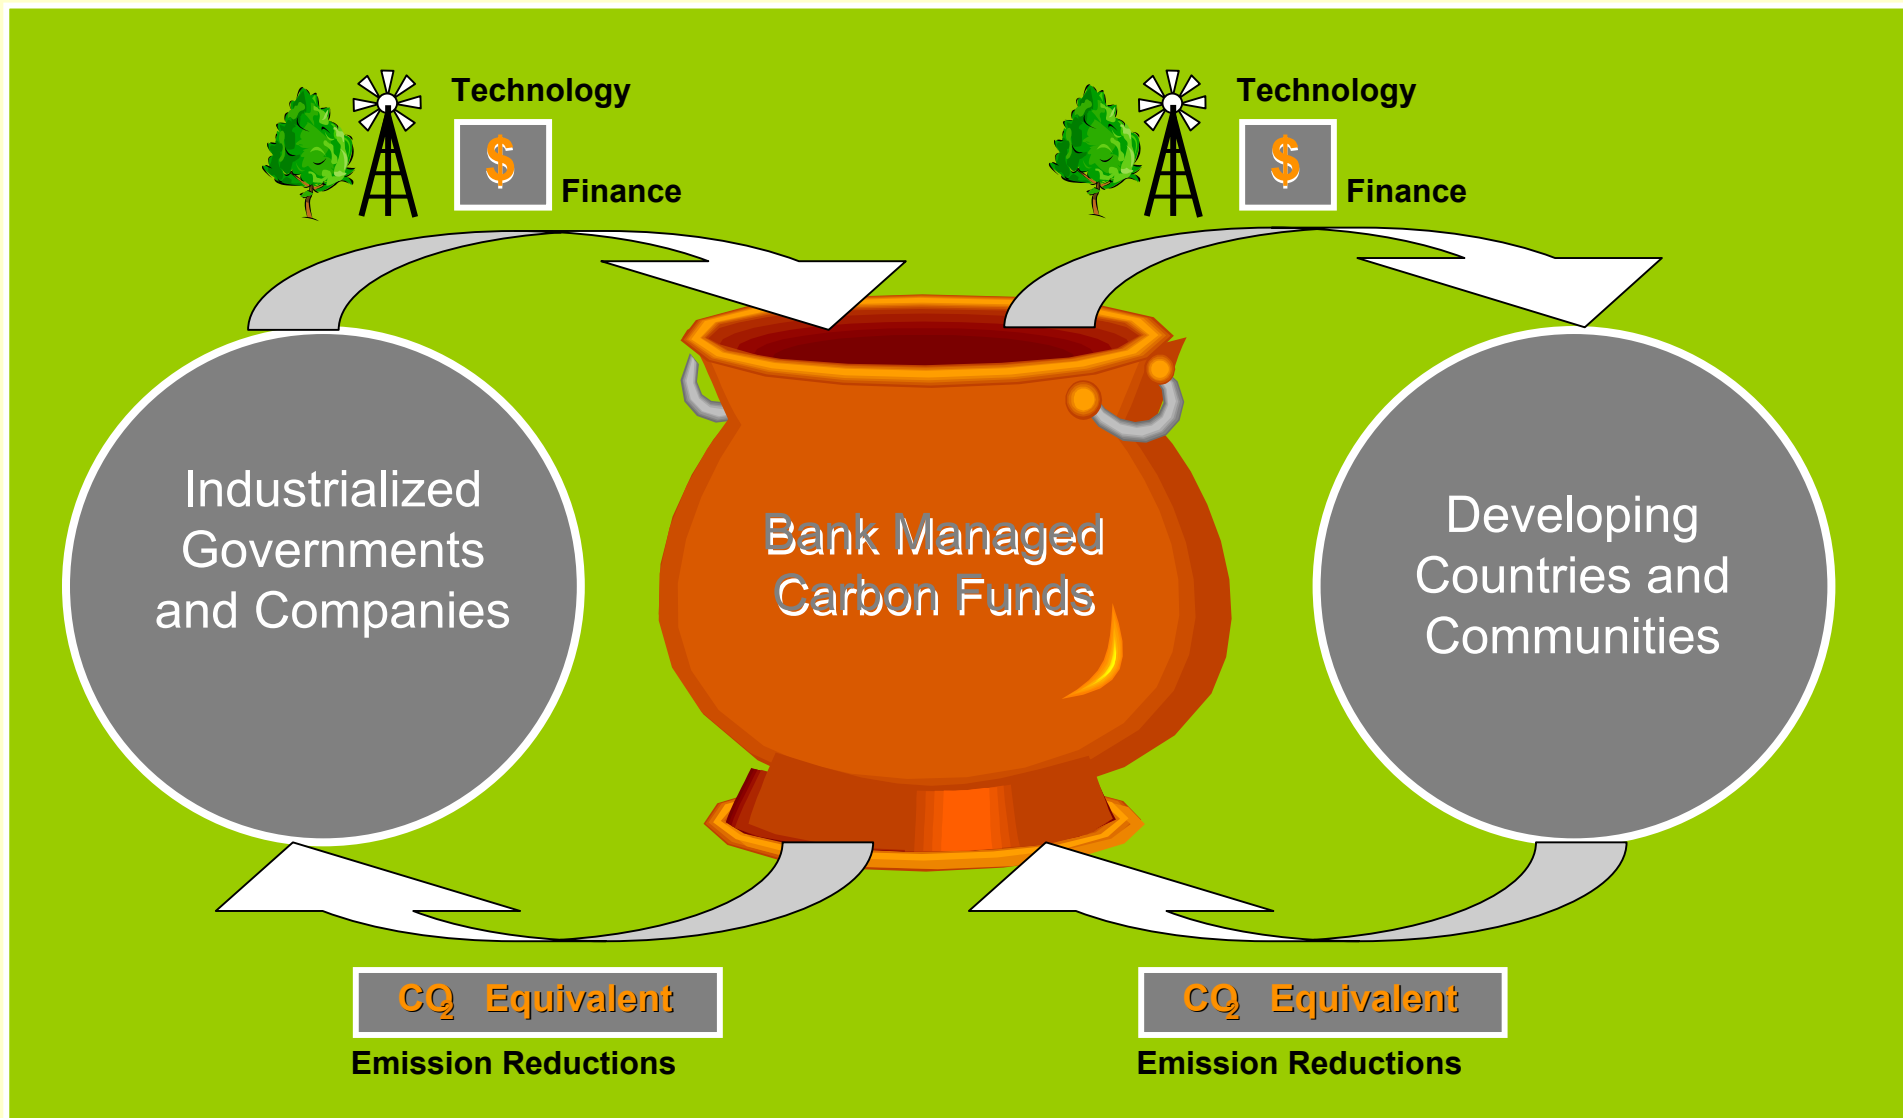 Technology
$
Finance
Technology
$
Finance
Industrialized
Governments
and Companies
Bank Managed
Carbon Funds
Developing
Countries and
Communities
CO2 Equivalent
Emission Reductions
CO2 Equivalent
Emission Reductions